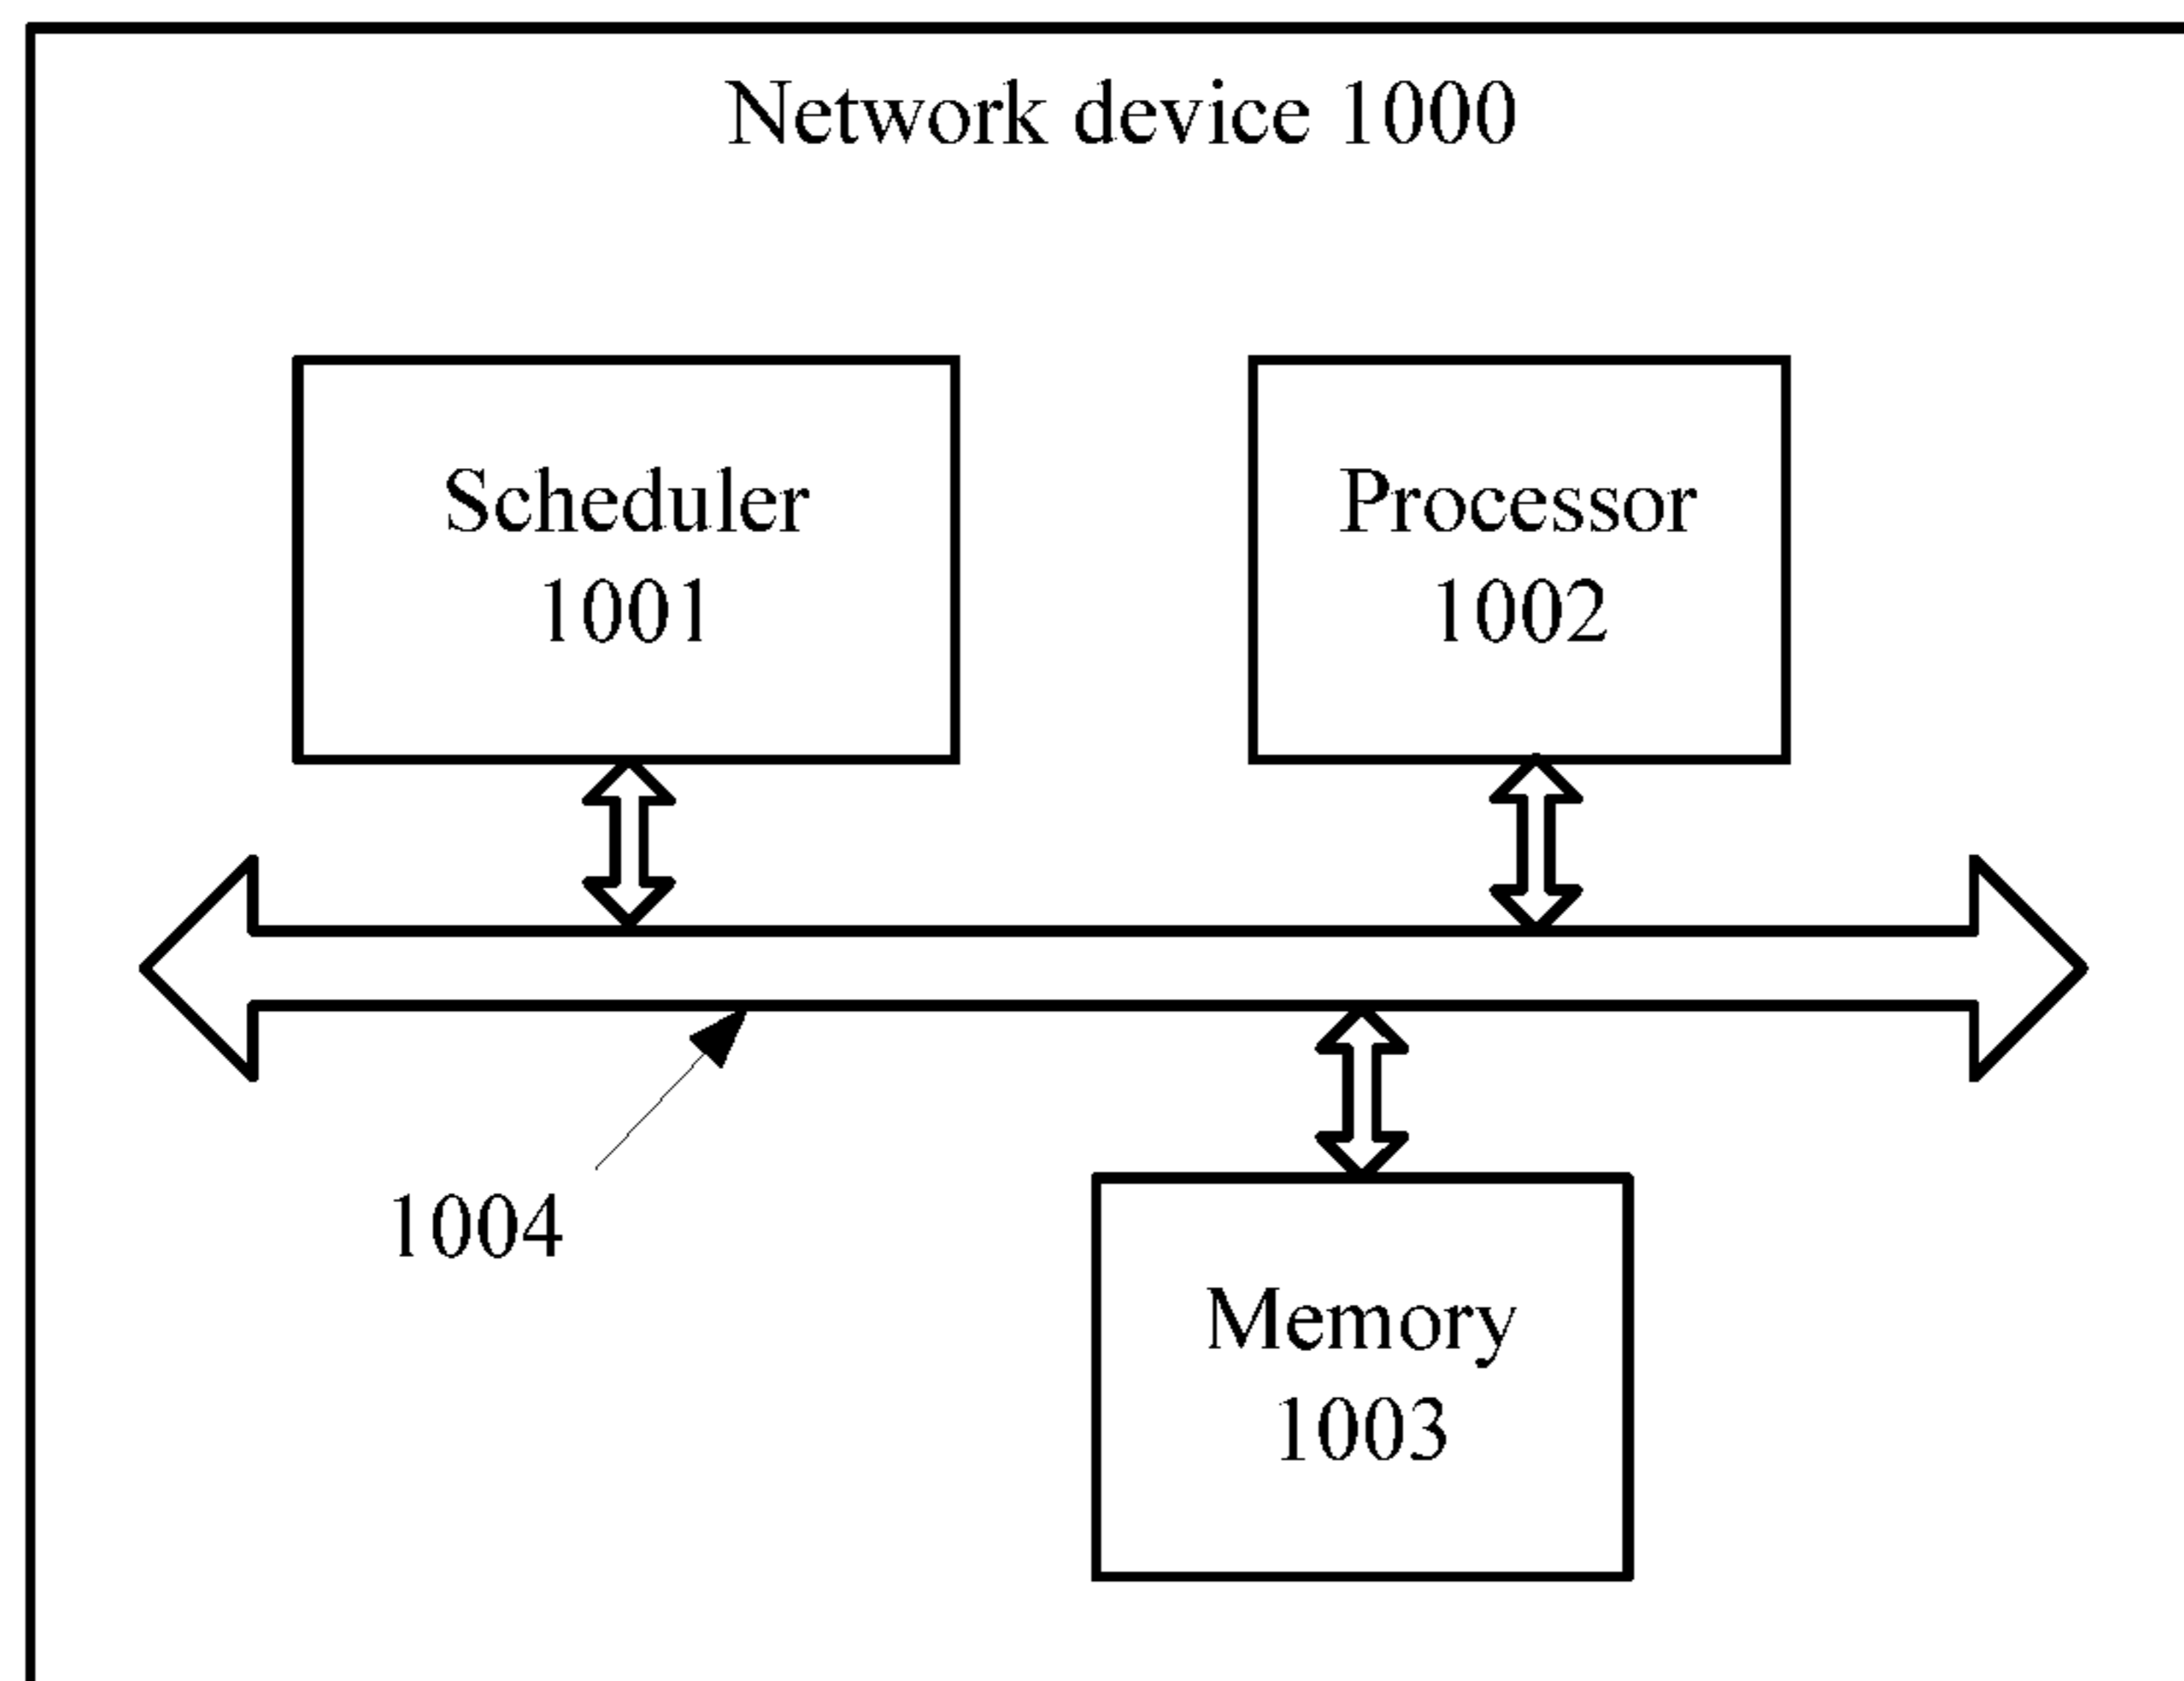 Network device 1000
Scheduler
1001
Processor
1002
1004
Memory
1003